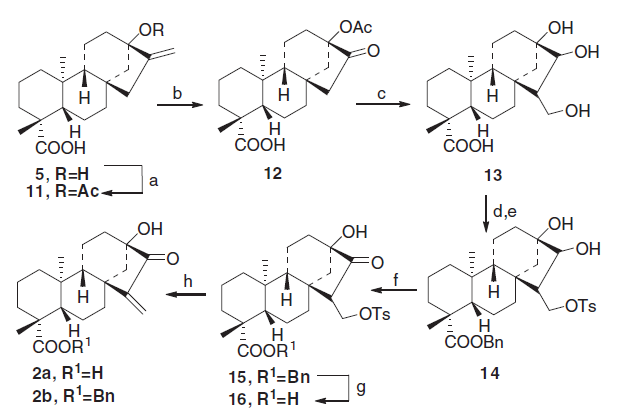 OR
H
H
COOH
5, R=H
11, R=Ac
a
b
OAc
O
H
H
COOH
12
c
OH
OH
H
OH
H
COOH
13
d,e
OH
OH
H
OTs
H
COOBn
14
f
OH
O
H
OTs
H
COOR¹
15, R¹=Bn
16, R¹=H
g
h
OH
O
H
H
COOR¹
2a, R¹=H
2b, R¹=Bn